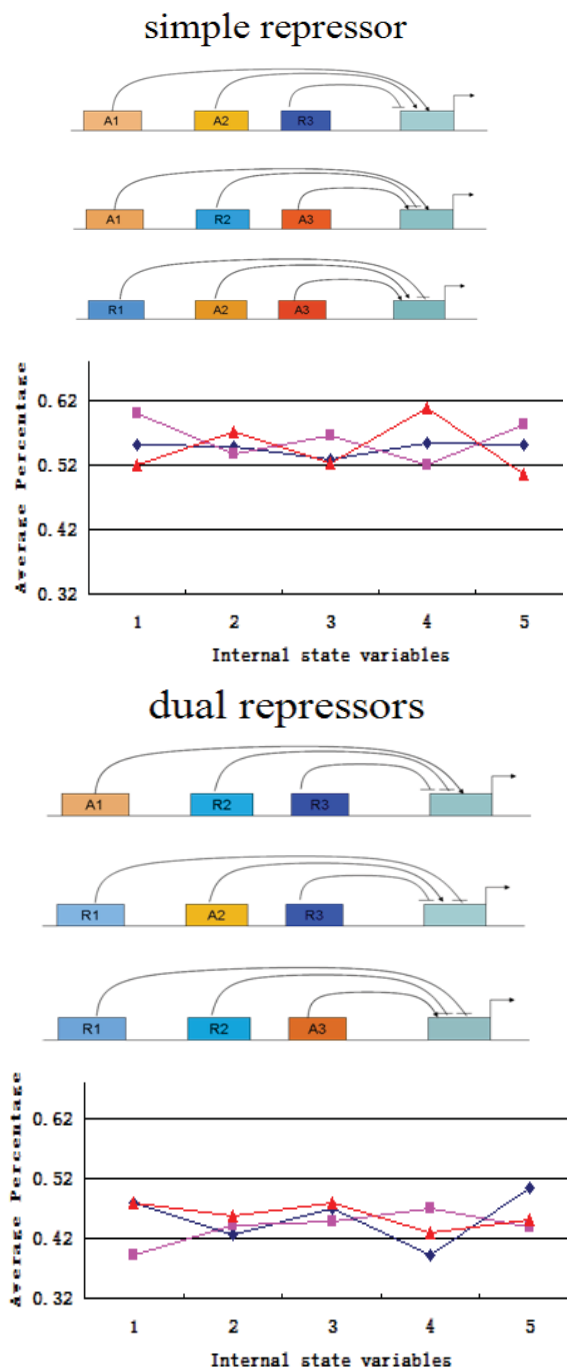 simple repressor
A1 A2 R3
A1 R2 A3
R1 A2 A3
Average Percentage
0.62
0.52
0.42
0.32
1 2 3 4 5
Internal state variables
dual repressors
A1 R2 R3
R1 A2 R3
R1 R2 A3
Average Percentage
0.62
0.52
0.42
0.32
1 2 3 4 5
Internal state variables